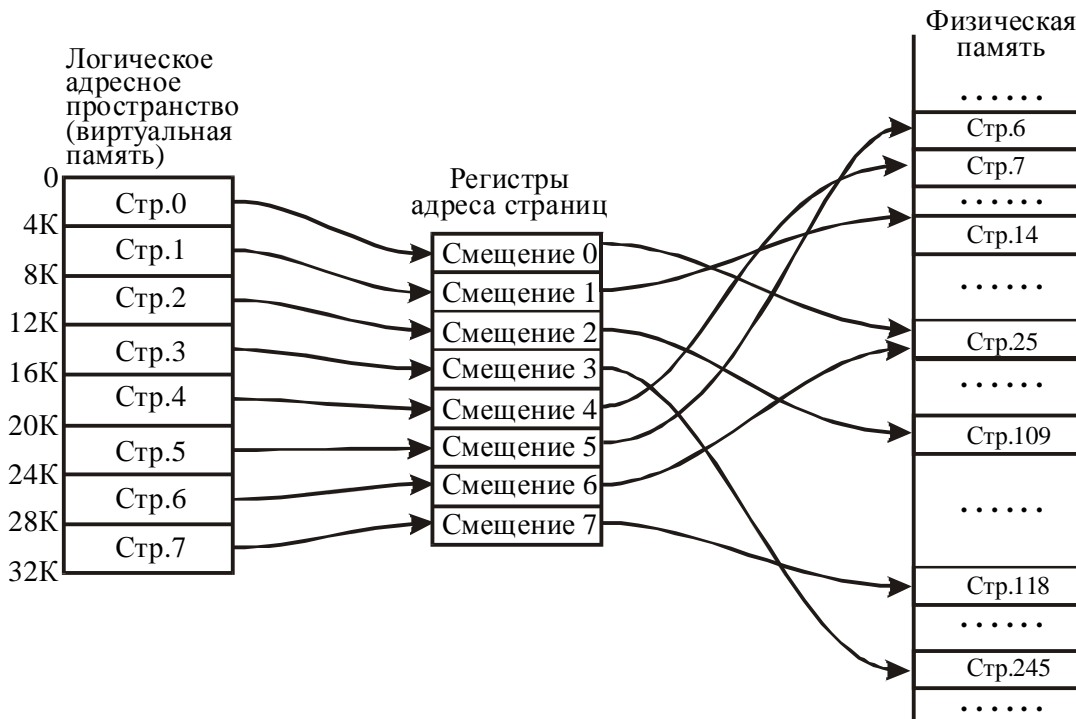 Логическое
адресное
пространство
(виртуальная
память)
0
4К
8К
12К
16К
20К
24К
28К
32К
Стр.0
Стр.1
Стр.2
Стр.3
Стр.4
Стр.5
Стр.6
Стр.7
Регистры
адреса страниц
Смещение 0
Смещение 1
Смещение 2
Смещение 3
Смещение 4
Смещение 5
Смещение 6
Смещение 7
Физическая
память
......
Стр.6
Стр.7
......
Стр.14
......
Стр.25
......
Стр.109
......
Стр.118
......
Стр.245
......